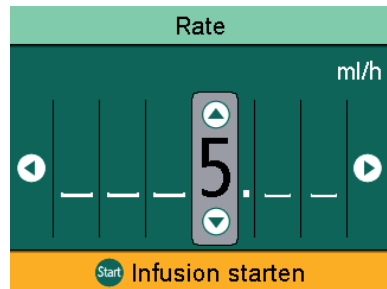 Rate
ml/h
_ _ _ 5 . _ _
Start Infusion starten